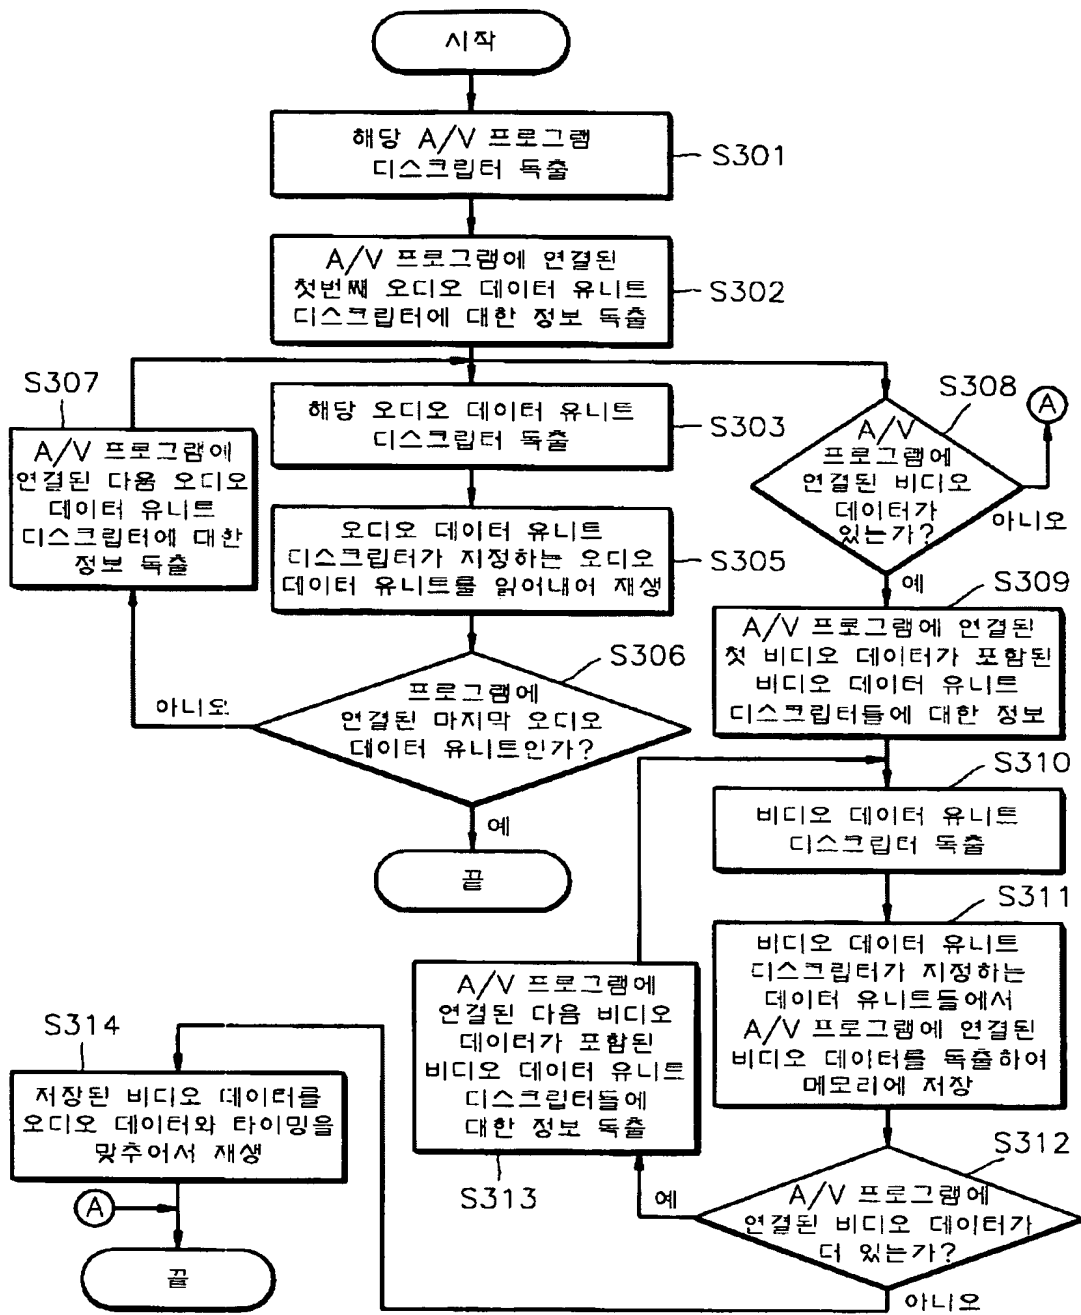 시작
해당 A/V 프로그램
디스크립터 독출
S301
A/V 프로그램에 연결된
첫번째 오디오 데이터 유니트
디스크립터에 대한 정보 독출
S302
S307
A/V 프로그램에
연결된 다음 오디오
데이터 유니트
디스크립터에 대한
정보 독출
해당 오디오 데이터 유니트
디스크립터 독출
S303
오디오 데이터 유니트
디스크립터가 지정하는 오디오
데이터 유니트를 읽어내어 재생
S305
S306
프로그램에
연결된 마지막 오디오
데이터 유니트인가?
아니오
예
끝
S308
A/V
프로그램에
연결된 비디오
데이터가
있는가?
A
아니오
예
S309
A/V 프로그램에 연결된
첫 비디오 데이터가 포함된
비디오 데이터 유니트
디스크립터들에 대한 정보
S310
비디오 데이터 유니트
디스크립터 독출
S311
비디오 데이터 유니트
디스크립터가 지정하는
데이터 유니트들에서
A/V 프로그램에 연결된
비디오 데이터를 독출하여
메모리에 저장
A/V 프로그램에
연결된 다음 비디오
데이터가 포함된
비디오 데이터 유니트
디스크립터들에
대한 정보 독출
S313
S312
A/V 프로그램에
연결된 비디오 데이터가
더 있는가?
예
아니오
S314
저장된 비디오 데이터를
오디오 데이터와 타이밍을
맞추어서 재생
A
끝